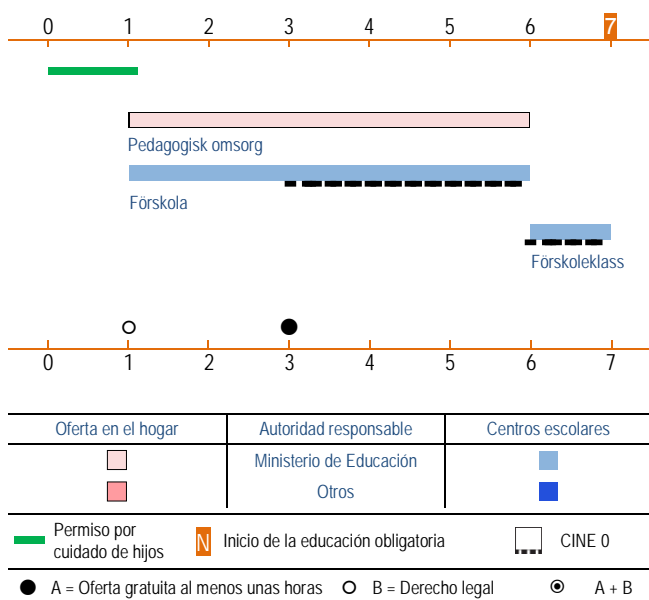 0 1 2 3 4 5 6 7
Pedagogisk omsorg
Förskola
Förskoleklass
0 1 2 3 4 5 6 7
Oferta en el hogar Autoridad responsable Centros escolares
Ministerio de Educación
Otros
Permiso por
cuidado de hijos
N Inicio de la educación obligatoria
CINE 0
A = Oferta gratuita al menos unas horas B = Derecho legal A + B